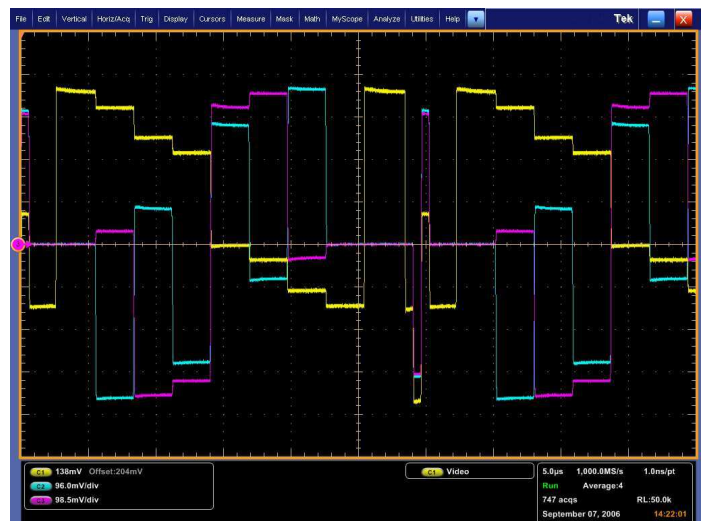 File Edit Vertical Horiz/Acq Trig Display Cursors Measure Mask Math MyScope Analyze Utilities Help Tek X
C1 138mV Offset:204mV
C2 96.0mV/div
C3 98.5mV/div
C1 Video
5.0µs 1,000.0MS/s 1.0ns/pt
Run Average:4
747 acqs RL:50.0k
September 07, 2006 14:22:01